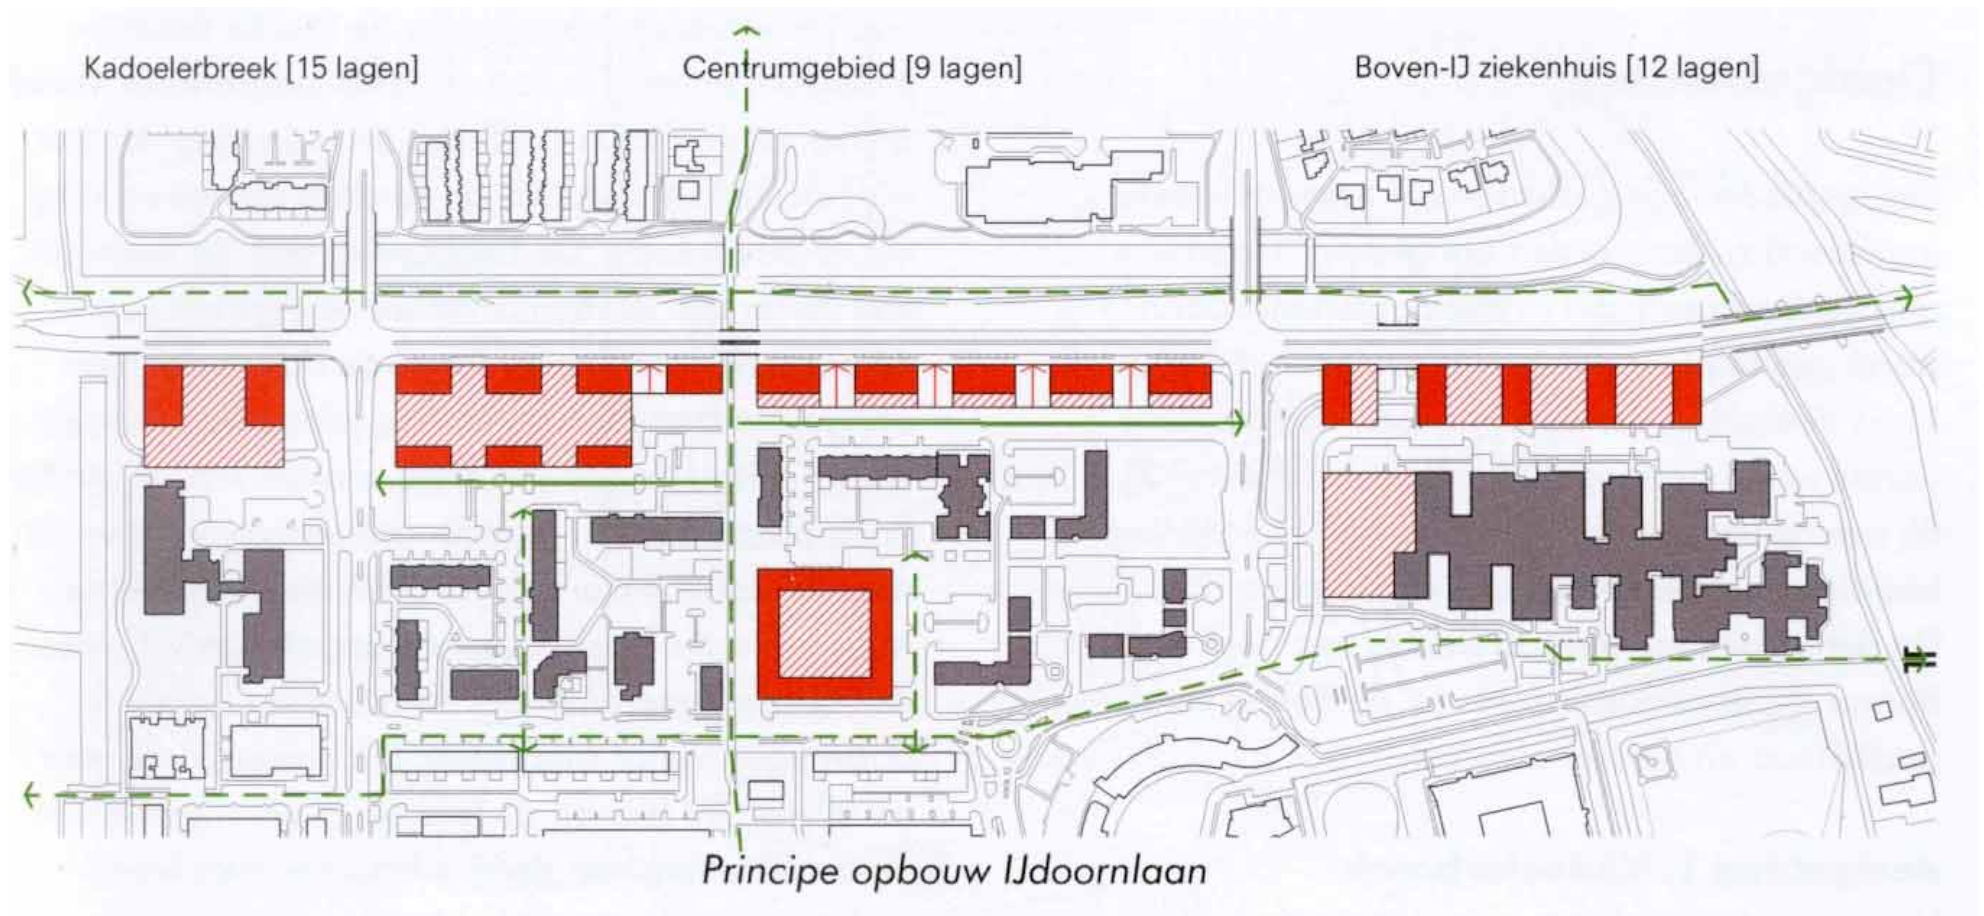 Kadoelerbreek [15 lagen]
Centrumgebied [9 lagen]
Boven-IJ ziekenhuis [12 lagen]
Principe opbouw IJdoornlaan